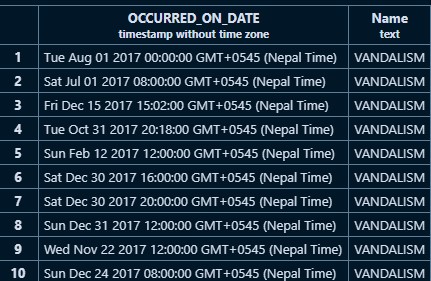 OCCURRED_ON_DATE Name
timestamp without time zone text
1 Tue Aug 01 2017 00:00:00 GMT+0545 (Nepal Time) VANDALISM
2 Sat Jul 01 2017 08:00:00 GMT+0545 (Nepal Time) VANDALISM
3 Fri Dec 15 2017 15:02:00 GMT+0545 (Nepal Time) VANDALISM
4 Tue Oct 31 2017 20:18:00 GMT+0545 (Nepal Time) VANDALISM
5 Sun Feb 12 2017 12:00:00 GMT+0545 (Nepal Time) VANDALISM
6 Sat Dec 30 2017 16:00:00 GMT+0545 (Nepal Time) VANDALISM
7 Sat Dec 30 2017 20:00:00 GMT+0545 (Nepal Time) VANDALISM
8 Sun Dec 31 2017 12:00:00 GMT+0545 (Nepal Time) VANDALISM
9 Wed Nov 22 2017 12:00:00 GMT+0545 (Nepal Time) VANDALISM
10 Sun Dec 24 2017 08:00:00 GMT+0545 (Nepal Time) VANDALISM